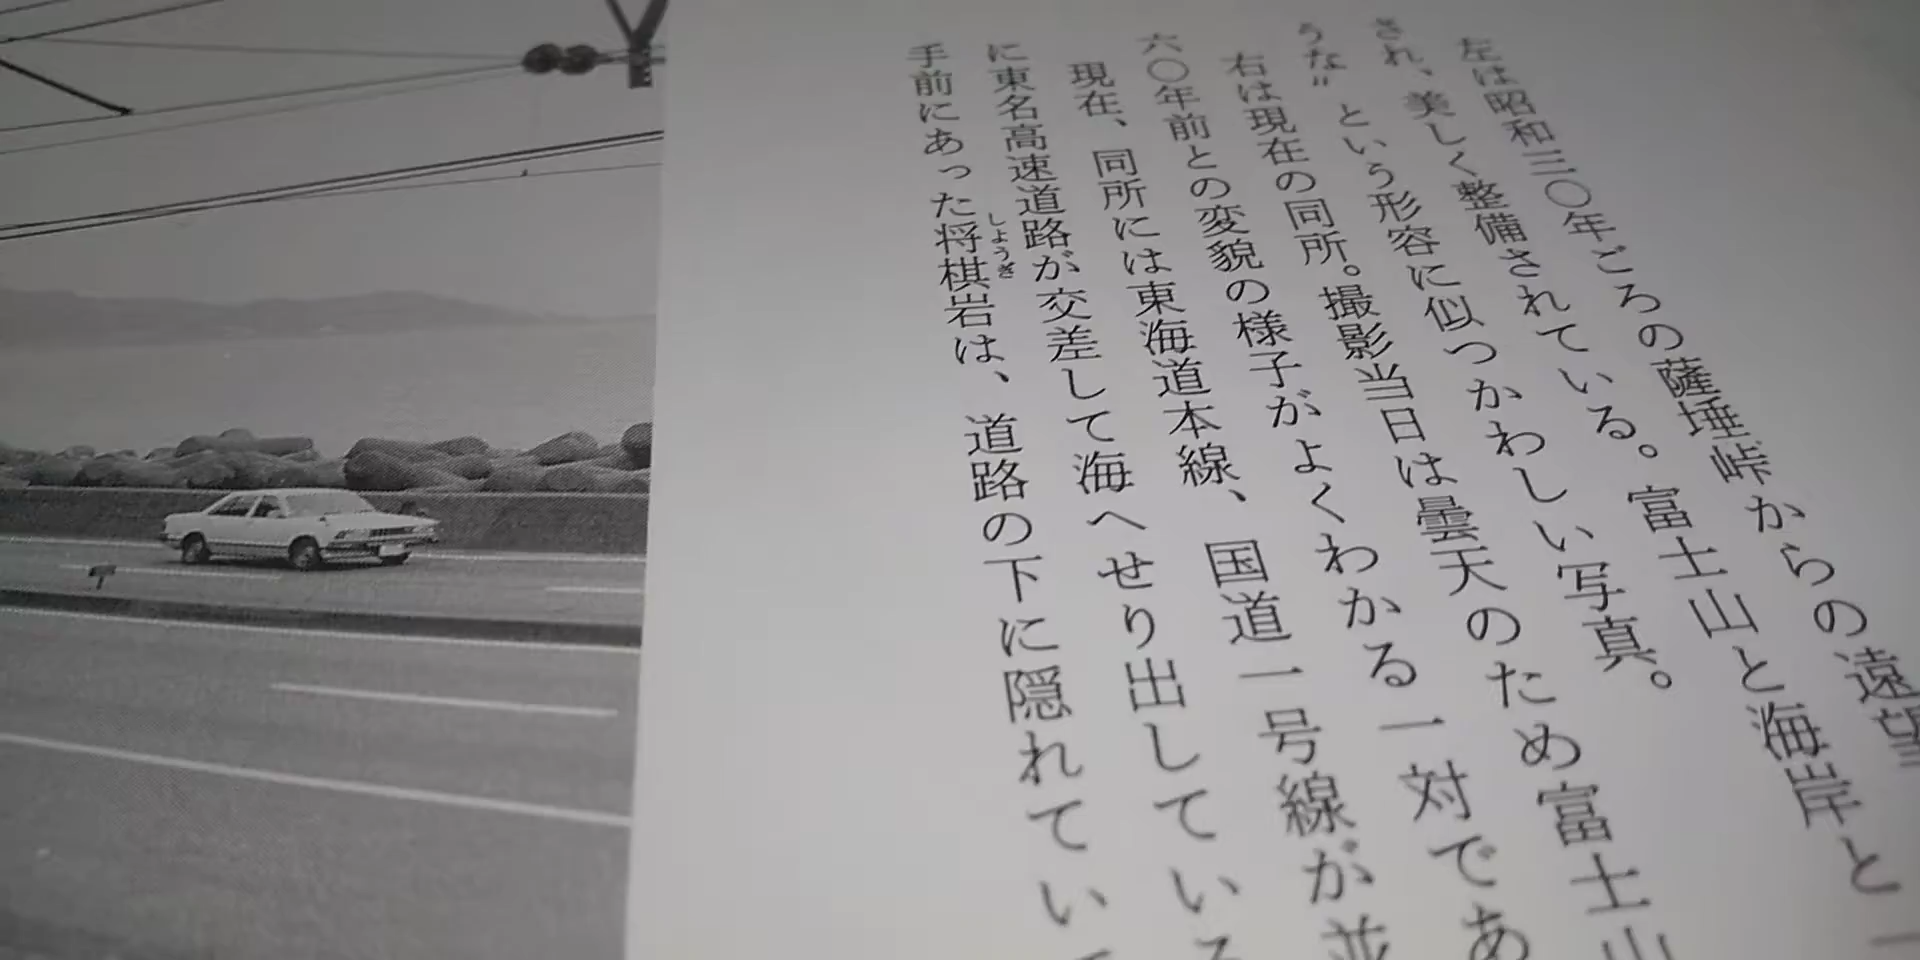 左は昭和三〇年ごろの薩埵峠からの遠望
され、美しく整備されている。富士山と海岸と一
うな〟という形容に似つかわしい写真。
右は現在の同所。撮影当日は曇天のため富士山
六〇年前との変貌の様子がよくわかる一対であ
現在、同所には東海道本線、国道一号線が並
に東名高速道路が交差して海へせり出している
手前にあった将棋岩は、道路の下に隠れていて
しょうぎ